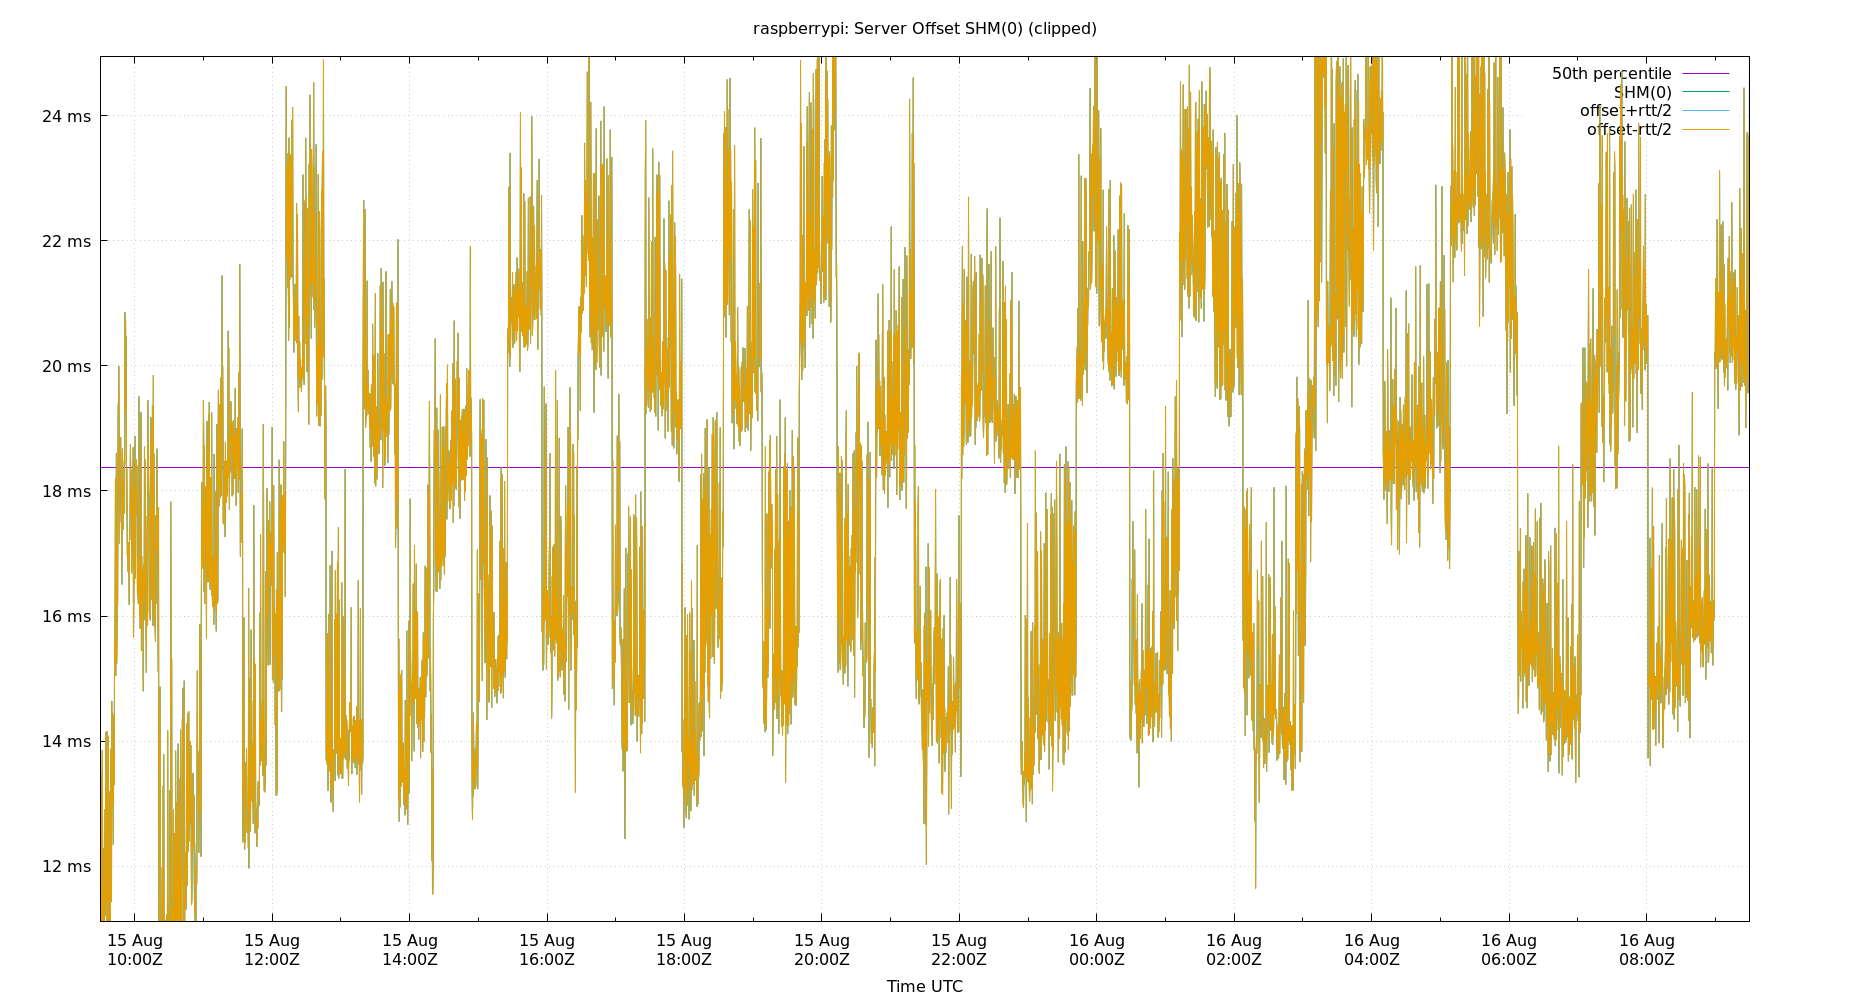 raspberrypi: Server Offset SHM(0) (clipped)
50th percentile
SHM(0)
offset+rtt/2
offset-rtt/2
24 ms
22 ms
20 ms
18 ms
16 ms
14 ms
12 ms
15 Aug 15 Aug 15 Aug 15 Aug 15 Aug 15 Aug 15 Aug 16 Aug 16 Aug 16 Aug 16 Aug 16 Aug
10:00Z 12:00Z 14:00Z 16:00Z 18:00Z 20:00Z 22:00Z 00:00Z 02:00Z 04:00Z 06:00Z 08:00Z
Time UTC